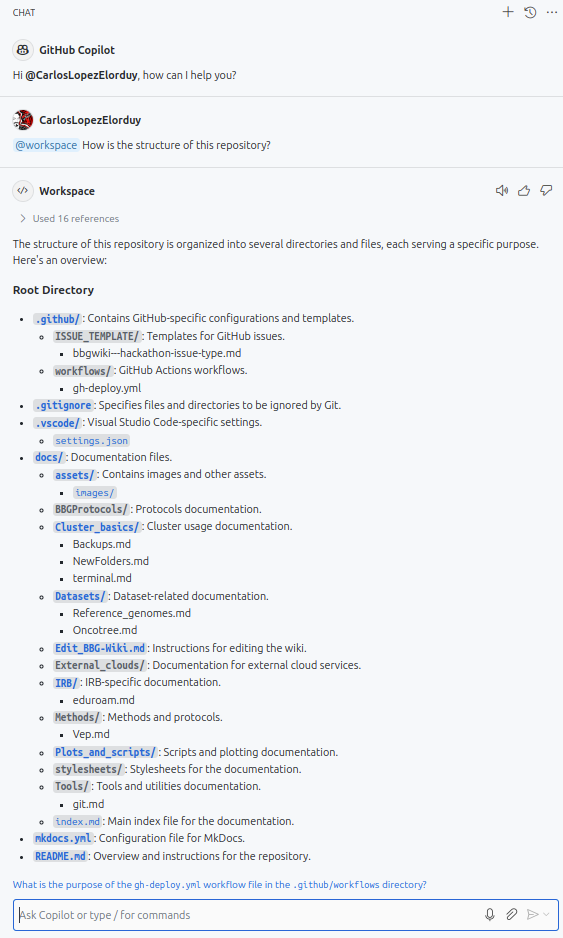 CHAT
GitHub Copilot
Hi @CarlosLopezElorduy, how can I help you?
CarlosLopezElorduy
@workspace How is the structure of this repository?
Workspace
Used 16 references
The structure of this repository is organized into several directories and files, each serving a specific purpose.
Here's an overview:
Root Directory
.github/: Contains GitHub-specific configurations and templates.
ISSUE_TEMPLATE/: Templates for GitHub issues.
bbgwiki---hackathon-issue-type.md
workflows/: GitHub Actions workflows.
gh-deploy.yml
.gitignore: Specifies files and directories to be ignored by Git.
.vscode/: Visual Studio Code-specific settings.
settings.json
docs/: Documentation files.
assets/: Contains images and other assets.
images/
BBGProtocols/: Protocols documentation.
Cluster_basics/: Cluster usage documentation.
Backups.md
NewFolders.md
terminal.md
Datasets/: Dataset-related documentation.
Reference_genomes.md
Oncotree.md
Edit_BBG-Wiki.md: Instructions for editing the wiki.
External_clouds/: Documentation for external cloud services.
IRB/: IRB-specific documentation.
eduroam.md
Methods/: Methods and protocols.
Vep.md
Plots_and_scripts/: Scripts and plotting documentation.
stylesheets/: Stylesheets for the documentation.
Tools/: Tools and utilities documentation.
git.md
index.md: Main index file for the documentation.
mkdocs.yml: Configuration file for MkDocs.
README.md: Overview and instructions for the repository.
What is the purpose of the gh-deploy.yml workflow file in the .github/workflows directory?
Ask Copilot or type / for commands